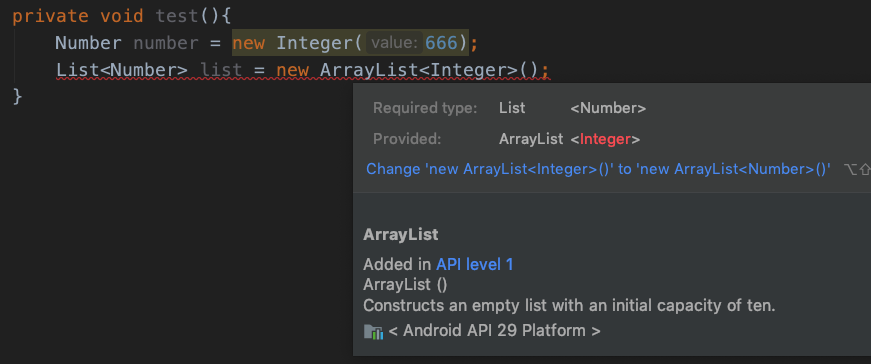 private void test(){
Number number = new Integer( value: 666);
List<Number> list = new ArrayList<Integer>();
}
Required type: List <Number>
Provided: ArrayList <Integer>
Change 'new ArrayList<Integer>()' to 'new ArrayList<Number>()' ⌥⇧
ArrayList
Added in API level 1
ArrayList ()
Constructs an empty list with an initial capacity of ten.
< Android API 29 Platform >